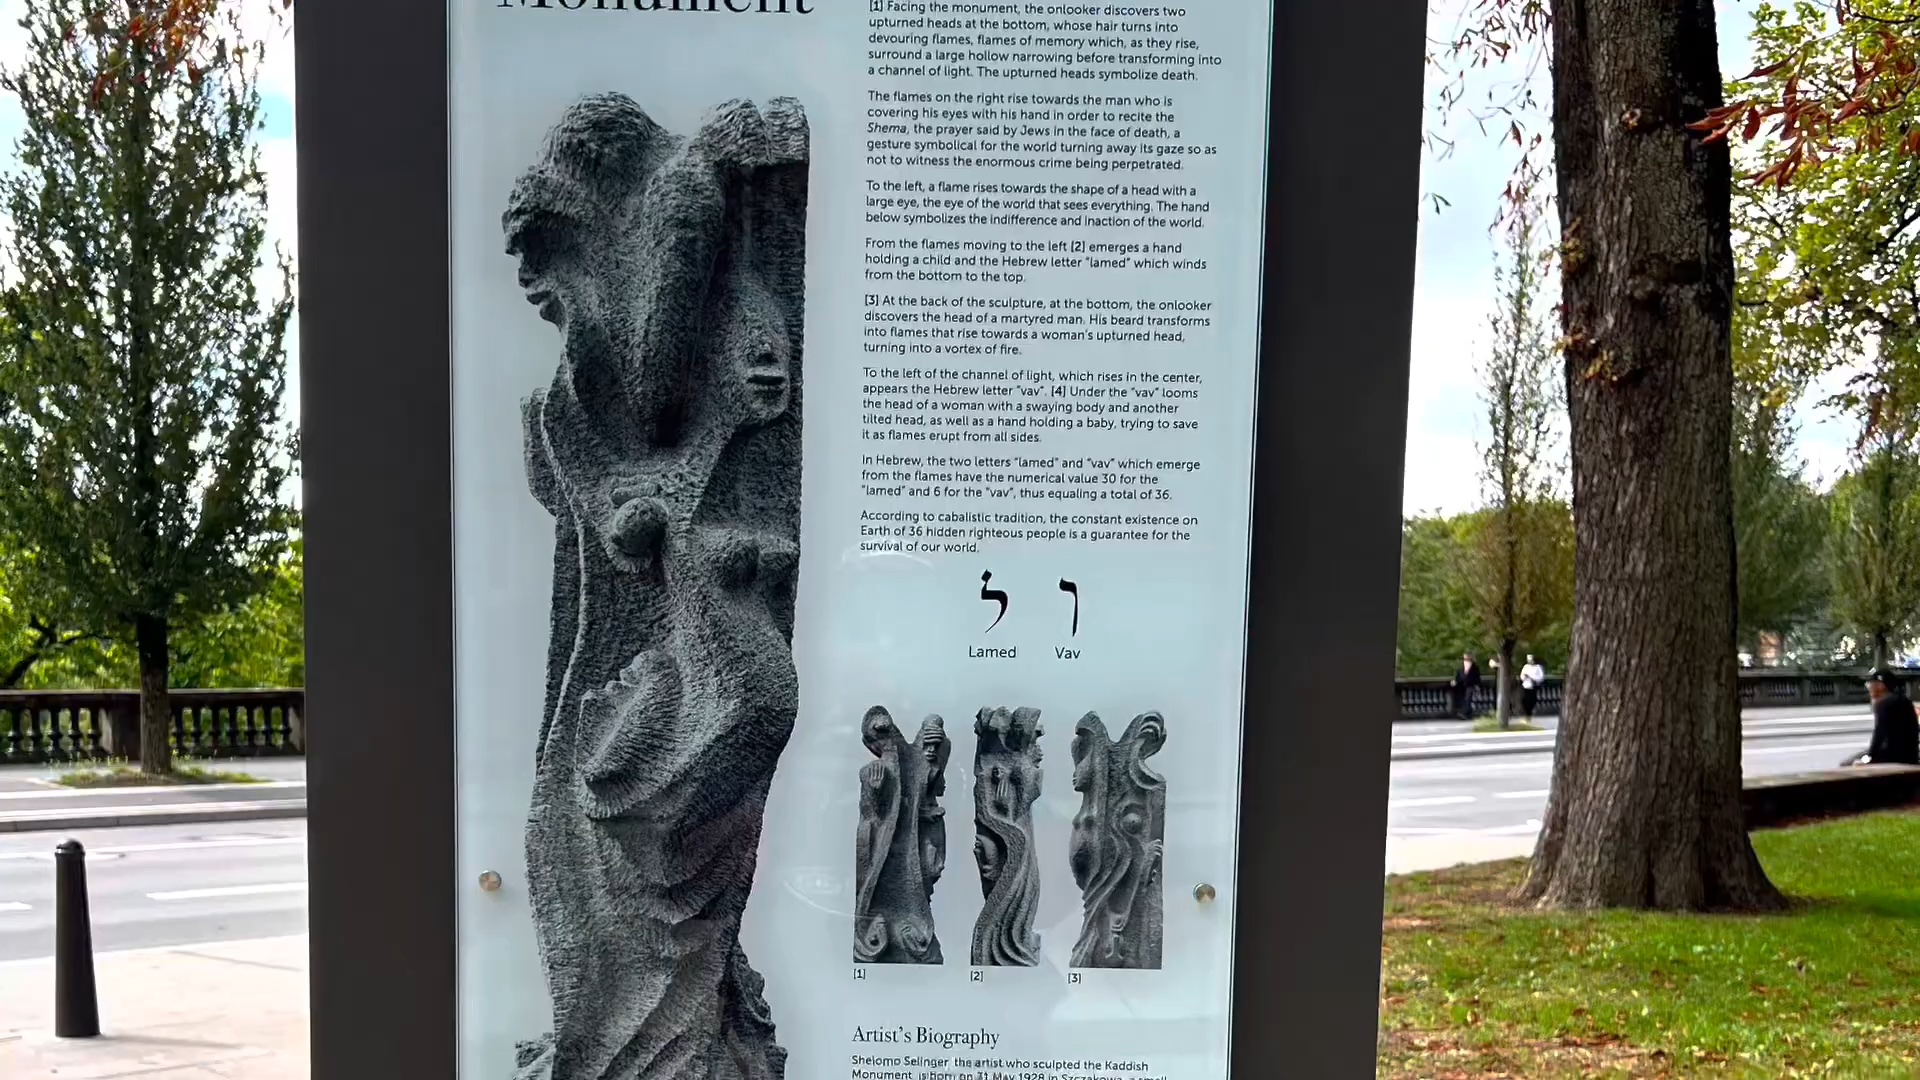 Monument
[1] Facing the monument, the onlooker discovers two
upturned heads at the bottom, whose hair turns into
devouring flames, flames of memory which, as they rise,
surround a large hollow narrowing before transforming into
a channel of light. The upturned heads symbolize death.
The flames on the right rise towards the man who is
covering his eyes with his hand in order to recite the
Shema, the prayer said by Jews in the face of death, a
gesture symbolical for the world turning away its gaze so as
not to witness the enormous crime being perpetrated.
To the left, a flame rises towards the shape of a head with a
large eye, the eye of the world that sees everything. The hand
below symbolizes the indifference and inaction of the world.
From the flames moving to the left [2] emerges a hand
holding a child and the Hebrew letter "lamed" which winds
from the bottom to the top.
[3] At the back of the sculpture, at the bottom, the onlooker
discovers the head of a martyred man. His beard transforms
into flames that rise towards a woman's upturned head,
turning into a vortex of fire.
To the left of the channel of light, which rises in the center,
appears the Hebrew letter "vav". [4] Under the "vav" looms
the head of a woman with a swaying body and another
tilted head, as well as a hand holding a baby, trying to save
it as flames erupt from all sides.
In Hebrew, the two letters "lamed" and "vav" which emerge
from the flames have the numerical value 30 for the
"lamed" and 6 for the "vav", thus equaling a total of 36.
According to cabalistic tradition, the constant existence on
Earth of 36 hidden righteous people is a guarantee for the
survival of our world.
ל ו
Lamed Vav
[1] [2] [3]
Artist's Biography
Shelomo Selinger, the artist who sculpted the Kaddish
Monument, is born on 31 May 1928 in Szczakowa, a small